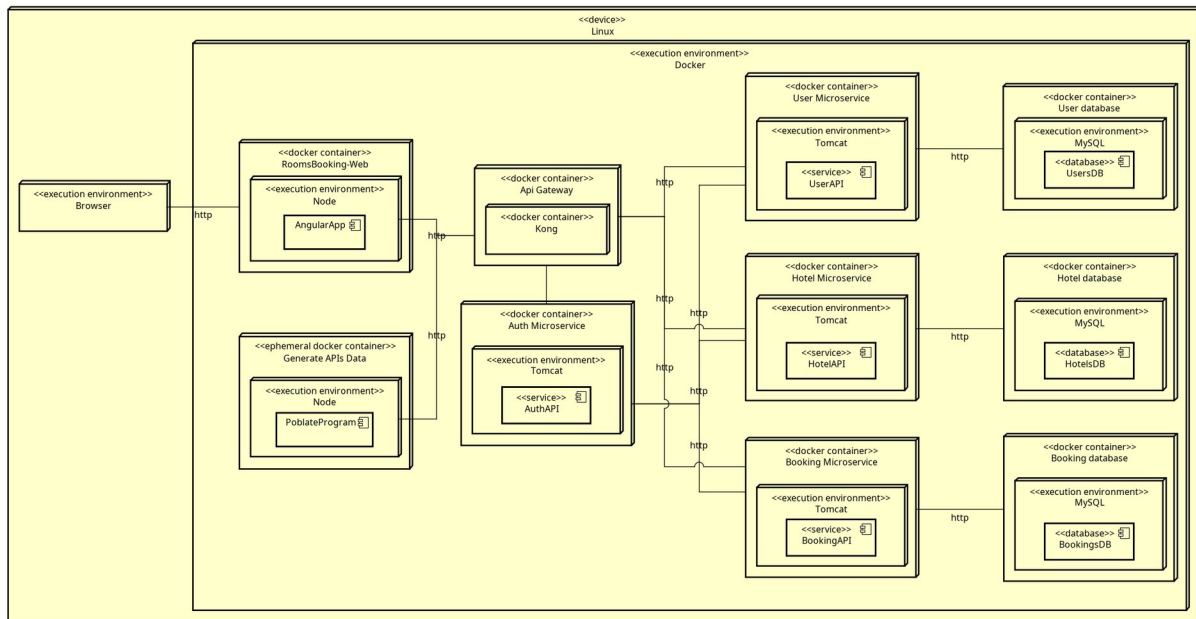 <<device>>
Linux
<<execution environment>>
Docker
<<execution environment>>
Browser
http
<<docker container>>
RoomsBooking-Web
<<execution environment>>
Node
AngularApp
<<ephemeral docker container>>
Generate APIs Data
<<execution environment>>
Node
PoblateProgram
http
http
<<docker container>>
Api Gateway
<<docker container>>
Kong
<<docker container>>
Auth Microservice
<<execution environment>>
Tomcat
<<service>>
AuthAPI
http
http
http
http
http
http
<<docker container>>
User Microservice
<<execution environment>>
Tomcat
<<service>>
UserAPI
http
<<docker container>>
User database
<<execution environment>>
MySQL
<<database>>
UsersDB
<<docker container>>
Hotel Microservice
<<execution environment>>
Tomcat
<<service>>
HotelAPI
http
<<docker container>>
Hotel database
<<execution environment>>
MySQL
<<database>>
HotelsDB
<<docker container>>
Booking Microservice
<<execution environment>>
Tomcat
<<service>>
BookingAPI
http
<<docker container>>
Booking database
<<execution environment>>
MySQL
<<database>>
BookingsDB